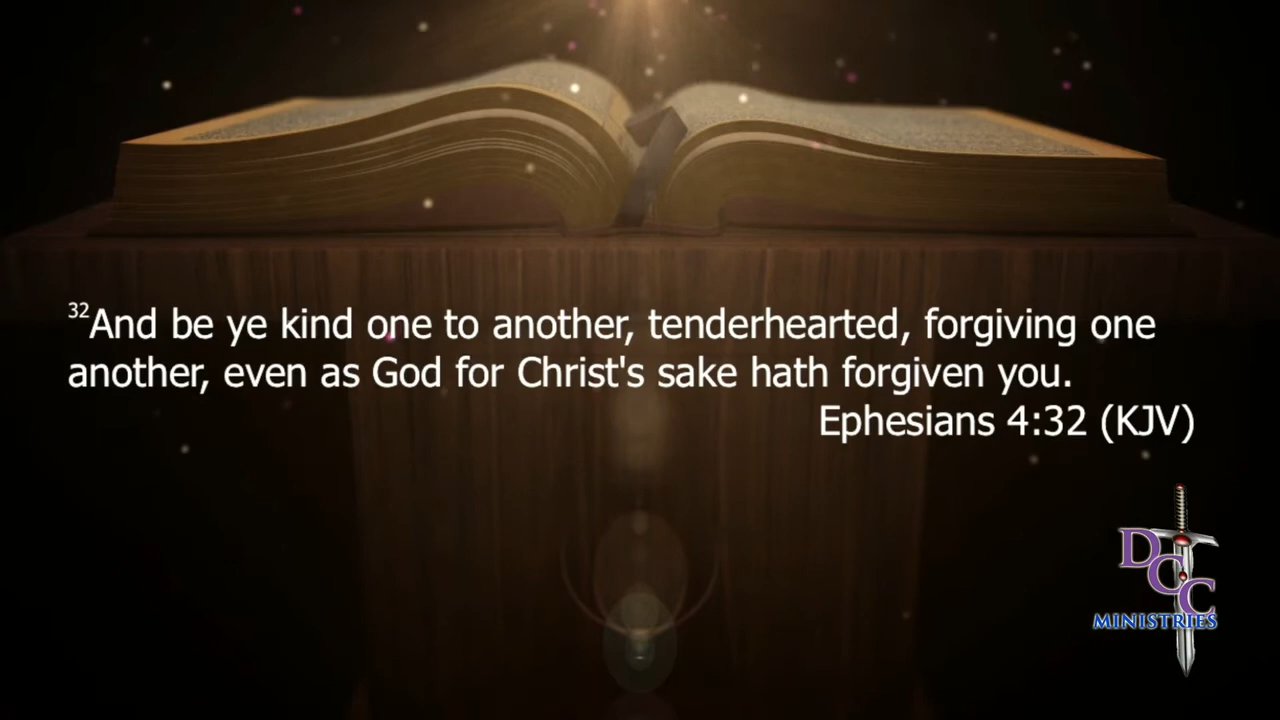 32And be ye kind one to another, tenderhearted, forgiving one
another, even as God for Christ's sake hath forgiven you.
Ephesians 4:32 (KJV)
DCC
MINISTRIES